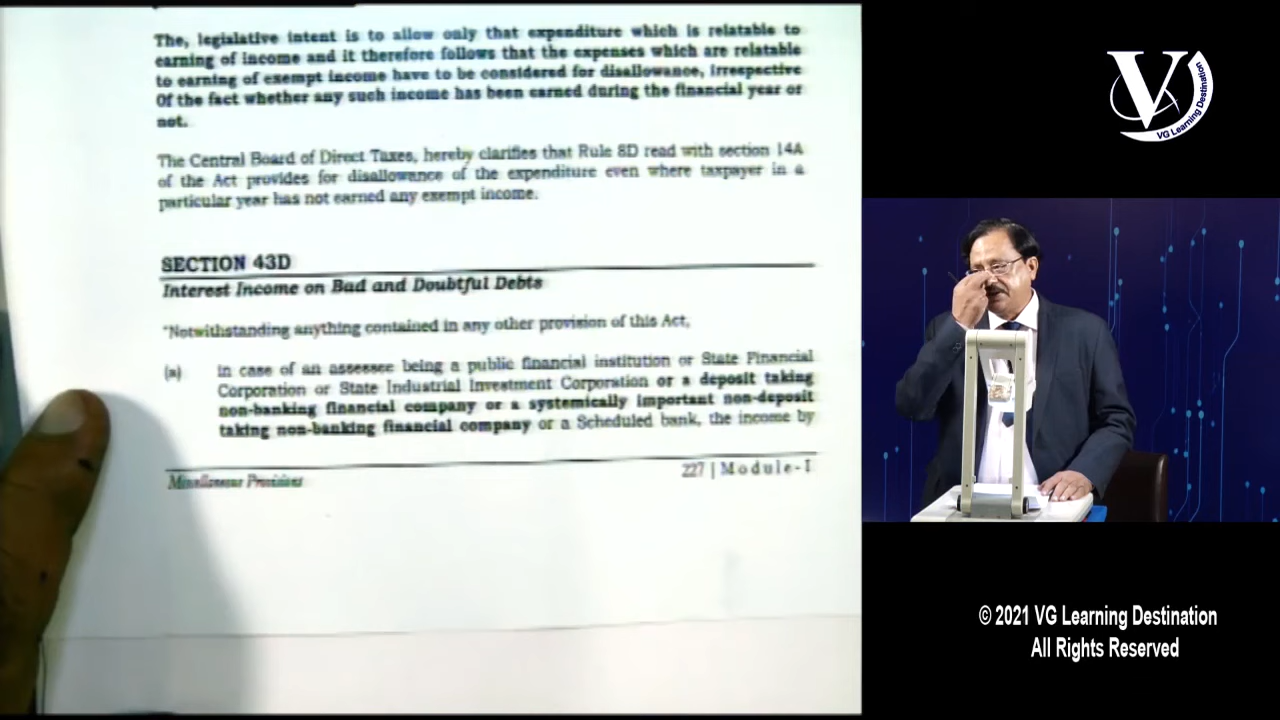 The, legislative intent is to allow only that expenditure which is relatable to
earning of income and it therefore follows that the expenses which are relatable
to earning of exempt income have to be considered for disallowance, irrespective
Of the fact whether any such income has been earned during the financial year or
not.
The Central Board of Direct Taxes, hereby clarifies that Rule 8D read with section 14A
of the Act provides for disallowance of the expenditure even where taxpayer in a
particular year has not earned any exempt income.
SECTION 43D
Interest Income on Bad and Doubtful Debts
"Notwithstanding anything contained in any other provision of this Act,
(a) in case of an assessee being a public financial institution or State Financial
Corporation or State Industrial Investment Corporation or a deposit taking
non-banking financial company or a systemically important non-deposit
taking non-banking financial company or a Scheduled bank, the income by
Miscellaneous Provisions 227 | Module-I
V
VG Learning Destination
© 2021 VG Learning Destination
All Rights Reserved